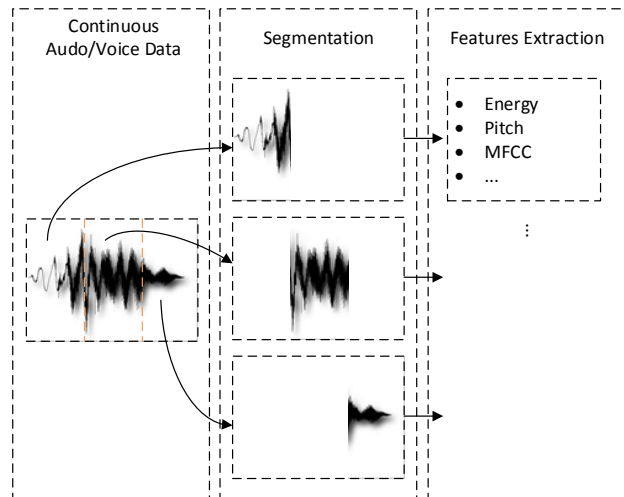 Continuous
Audo/Voice Data
Segmentation
Features Extraction
● Energy
● Pitch
● MFCC
● ...
⋮